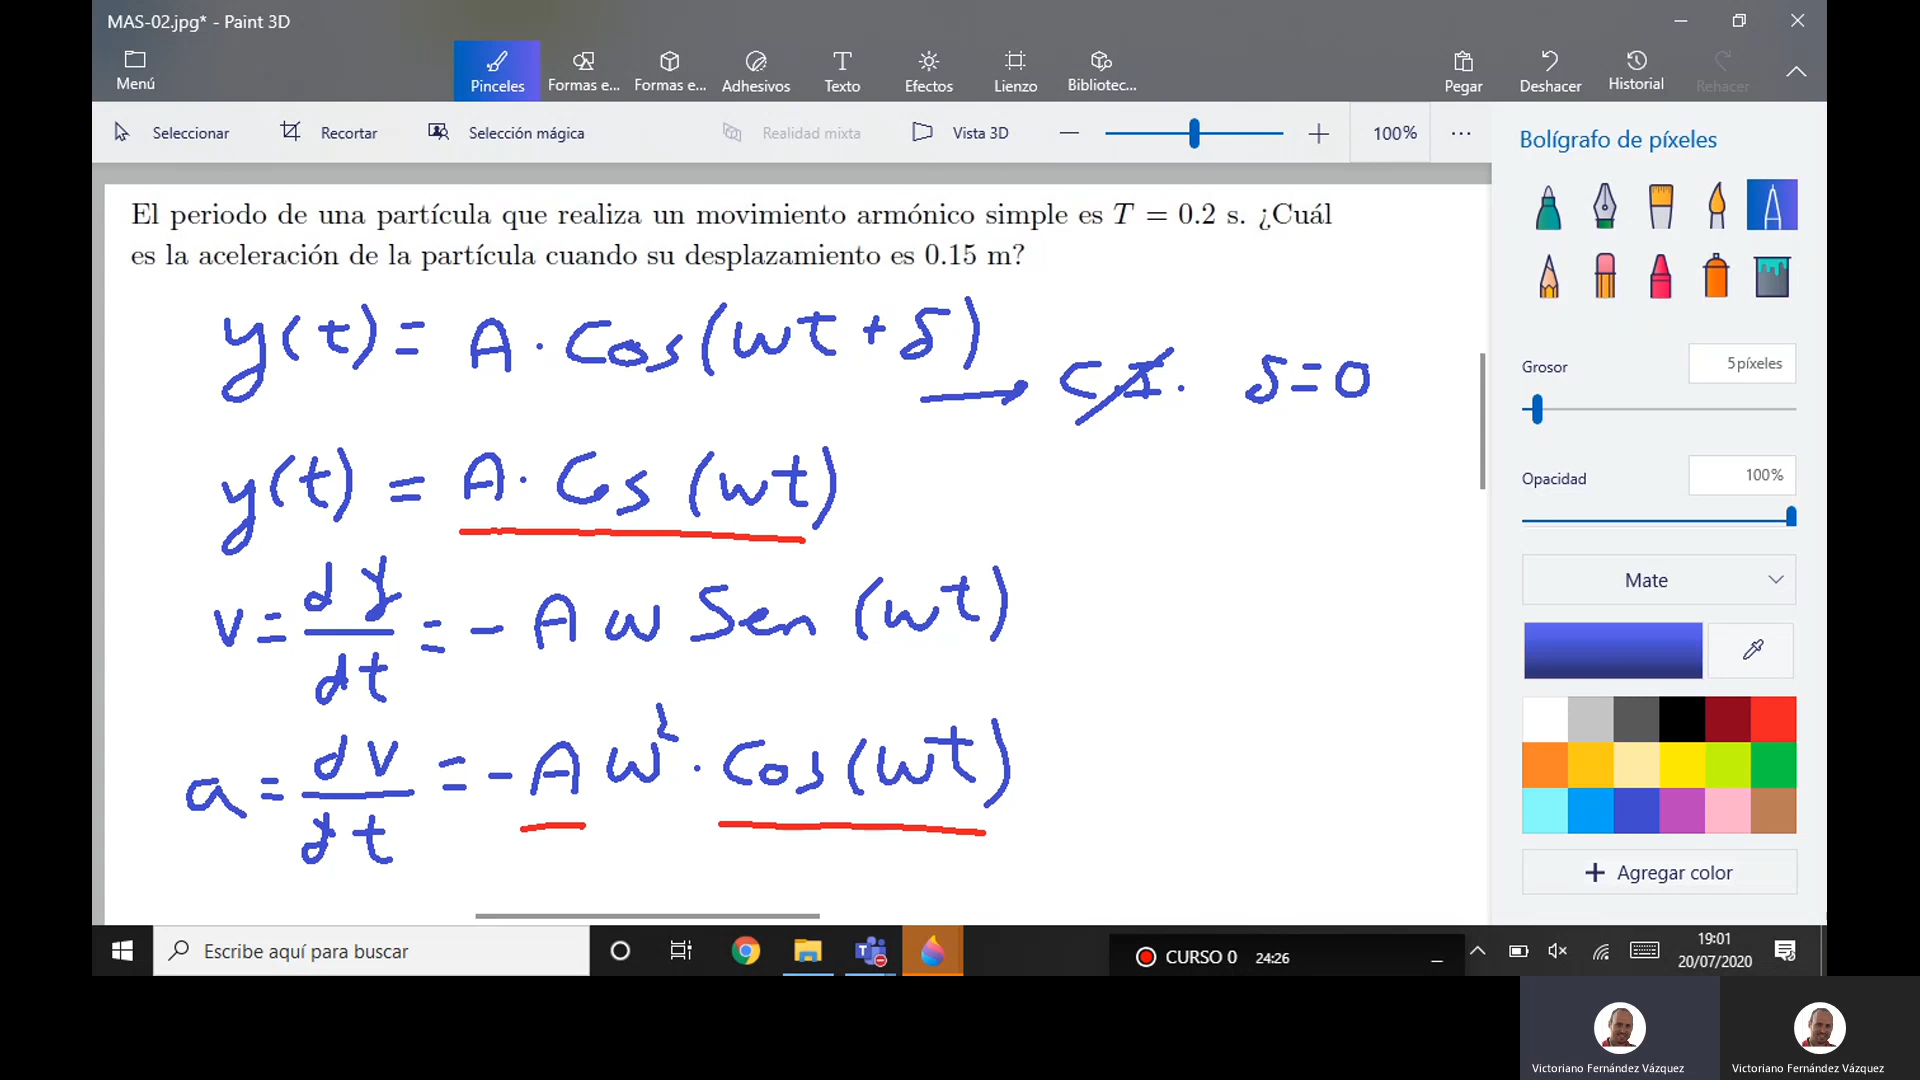 MAS-02.jpg* - Paint 3D
Menú
Pinceles
Formas e...
Formas e...
Adhesivos
Texto
Efectos
Lienzo
Bibliotec...
Pegar
Deshacer
Historial
Rehacer
Seleccionar
Recortar
Selección mágica
Realidad mixta
Vista 3D
100%
Bolígrafo de píxeles
Grosor
5 píxeles
Opacidad
100%
Mate
Agregar color
El periodo de una partícula que realiza un movimiento armónico simple es T = 0.2 s. ¿Cuál
es la aceleración de la partícula cuando su desplazamiento es 0.15 m?
y(t) = A · Cos(wt + δ)
→ C.I. δ = 0
y(t) = A · Cos (wt)
v = dy/dt = - A w Sen (wt)
a = dv/dt = - A w² · Cos(wt)
Escribe aquí para buscar
CURSO 0 24:26
19:01
20/07/2020
Victoriano Fernández Vázquez
Victoriano Fernández Vázquez